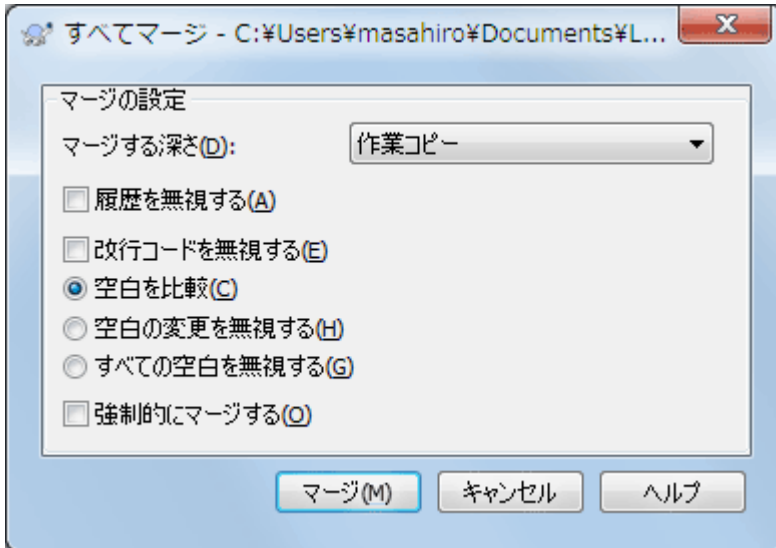 すべてマージ - C:¥Users¥masahiro¥Documents¥L...
マージの設定
マージする深さ(D): 作業コピー
履歴を無視する(A)
改行コードを無視する(E)
空白を比較(C)
空白の変更を無視する(H)
すべての空白を無視する(G)
強制的にマージする(O)
マージ(M) キャンセル ヘルプ